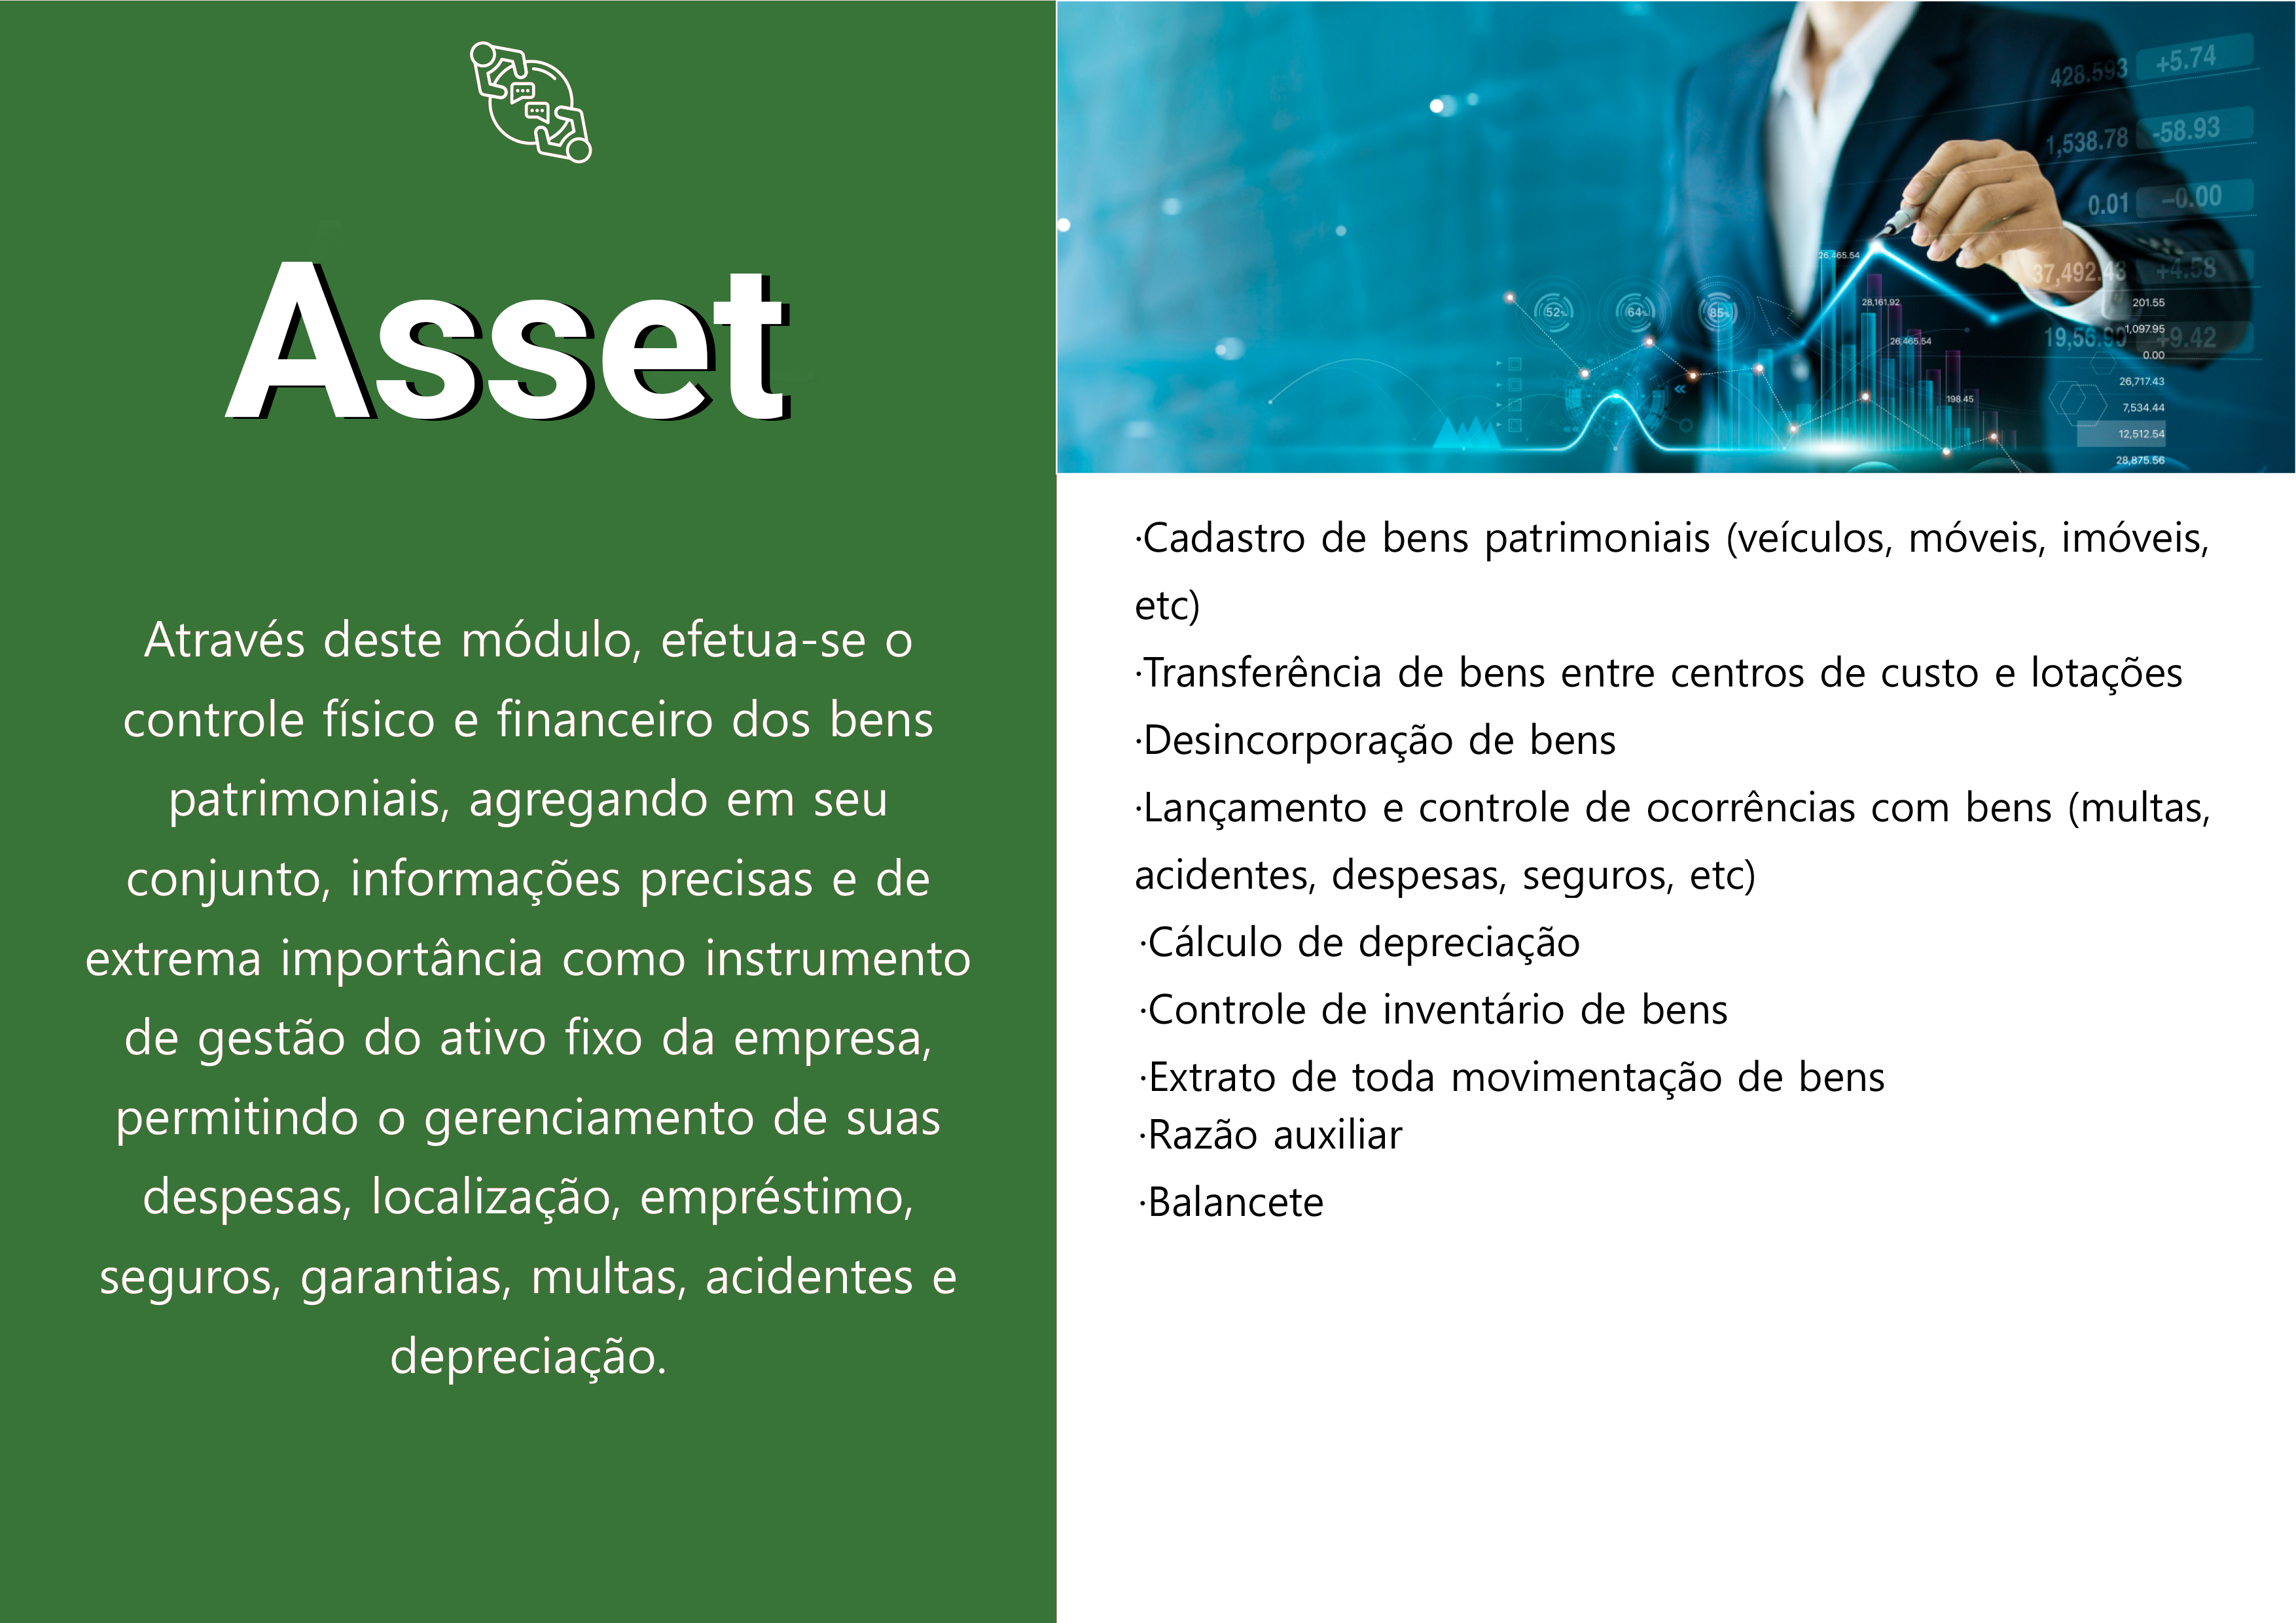 Asset
Através deste módulo, efetua-se o
controle físico e financeiro dos bens
patrimoniais, agregando em seu
conjunto, informações precisas e de
extrema importância como instrumento
de gestão do ativo fixo da empresa,
permitindo o gerenciamento de suas
despesas, localização, empréstimo,
seguros, garantias, multas, acidentes e
depreciação.
428.593 +5.74
1,538.78 -58.93
0.01 -0.00
37,492.43 +4.58
19,56.90 +9.42
26,465.54
28,161.92
26,465.54
198.45
52%
64%
85%
201.55
1,097.95
0.00
26,717.43
7,534.44
12,512.54
28,875.56
·Cadastro de bens patrimoniais (veículos, móveis, imóveis,
etc)
·Transferência de bens entre centros de custo e lotações
·Desincorporação de bens
·Lançamento e controle de ocorrências com bens (multas,
acidentes, despesas, seguros, etc)
·Cálculo de depreciação
·Controle de inventário de bens
·Extrato de toda movimentação de bens
·Razão auxiliar
·Balancete